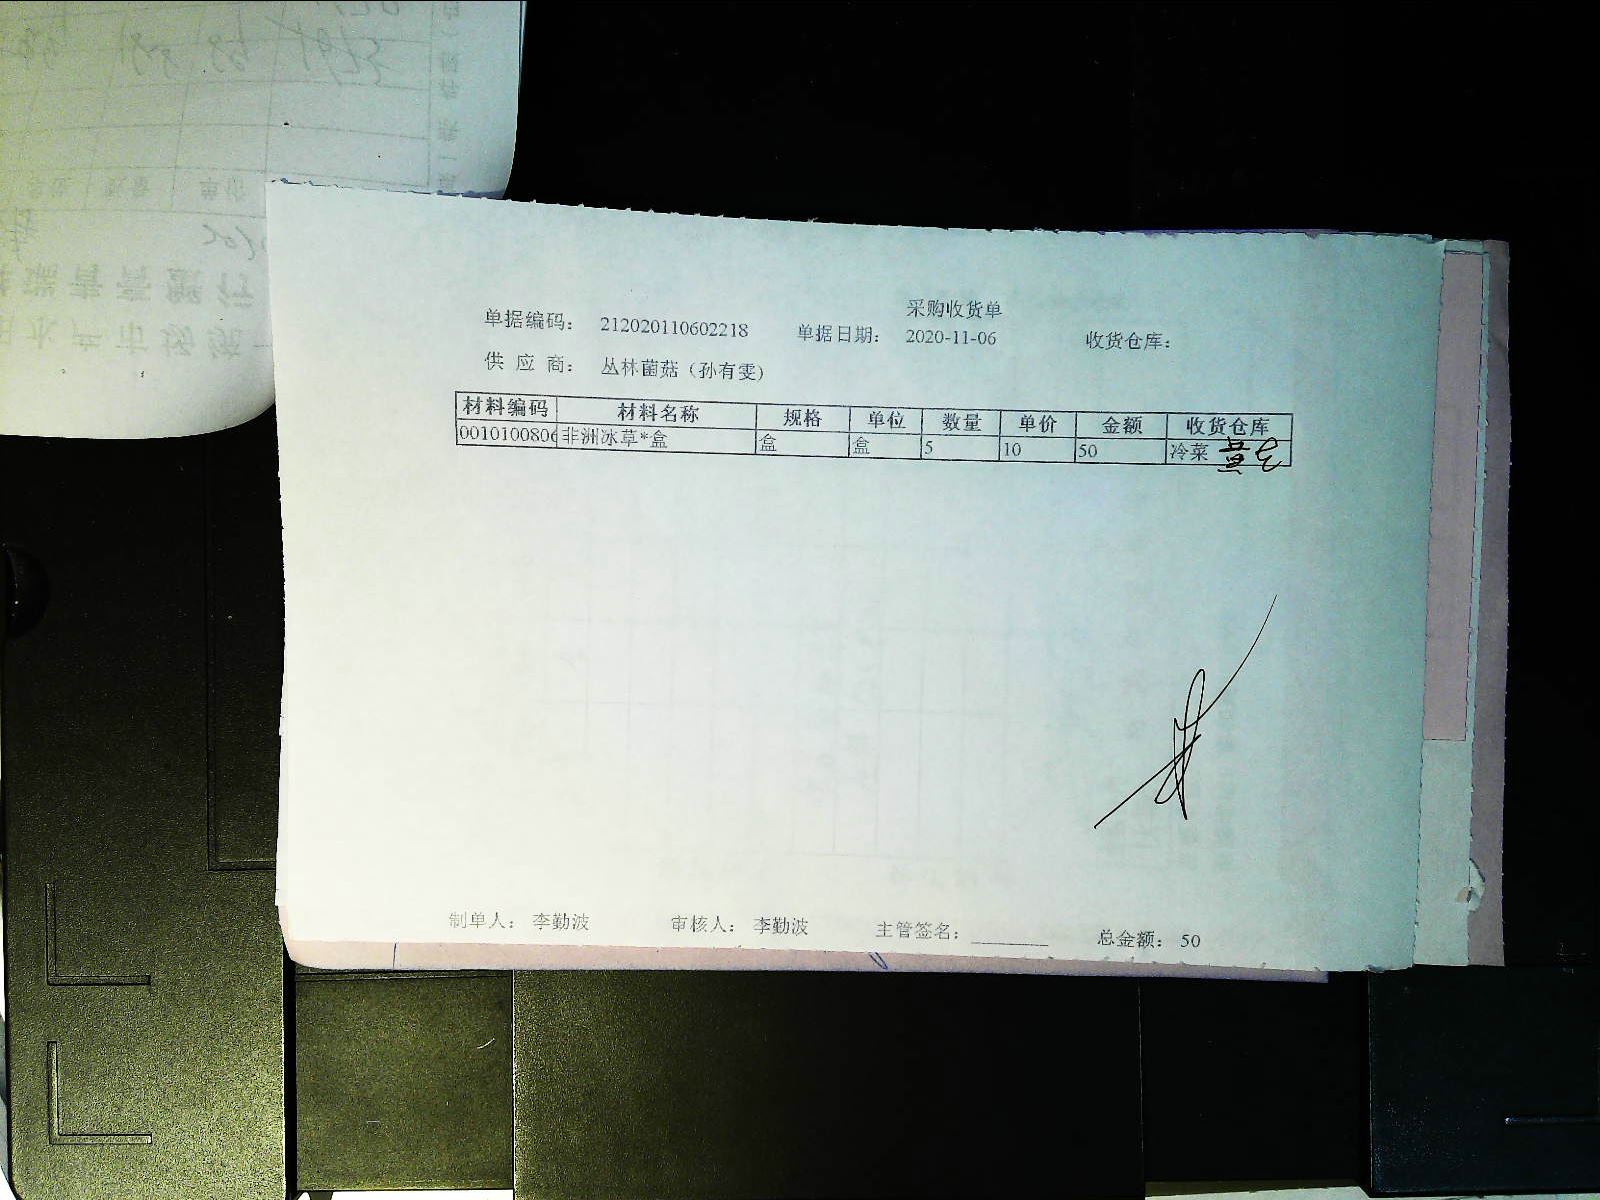 采购收货单
单据编码： 212020110602218 单据日期： 2020-11-06 收货仓库：
供 应 商： 丛林菌菇（孙有雯）
材料编码 材料名称 规格 单位 数量 单价 金额 收货仓库
0010100806 非洲冰草*盒 盒 盒 5 10 50 冷菜
制单人： 李勤波 审核人： 李勤波 主管签名： 总金额： 50